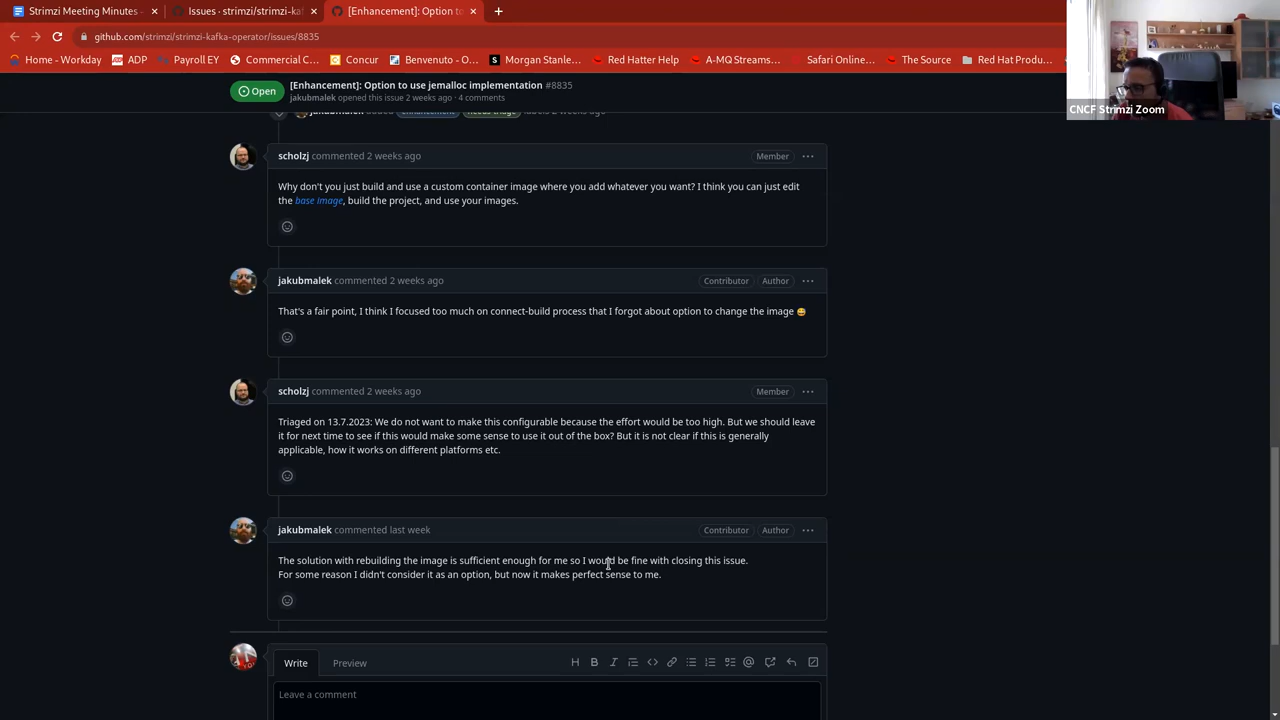 Strimzi Meeting Minutes -
Issues · strimzi/strimzi-kaf
[Enhancement]: Option to
github.com/strimzi/strimzi-kafka-operator/issues/8835
Home - Workday
ADP
Payroll EY
Commercial C...
Concur
Benvenuto - O...
Morgan Stanle...
Red Hatter Help
A-MQ Streams...
Safari Online...
The Source
Red Hat Produ...
CNCF Strimzi Zoom
Open
[Enhancement]: Option to use jemalloc implementation #8835
jakubmalek opened this issue 2 weeks ago · 4 comments
scholzj commented 2 weeks ago
Member
Why don't you just build and use a custom container image where you add whatever you want? I think you can just edit
the base image, build the project, and use your images.
jakubmalek commented 2 weeks ago
Contributor
Author
That's a fair point, I think I focused too much on connect-build process that I forgot about option to change the image 😅
scholzj commented 2 weeks ago
Member
Triaged on 13.7.2023: We do not want to make this configurable because the effort would be too high. But we should leave
it for next time to see if this would make some sense to use it out of the box? But it is not clear if this is generally
applicable, how it works on different platforms etc.
jakubmalek commented last week
Contributor
Author
The solution with rebuilding the image is sufficient enough for me so I would be fine with closing this issue.
For some reason I didn't consider it as an option, but now it makes perfect sense to me.
Write
Preview
Leave a comment